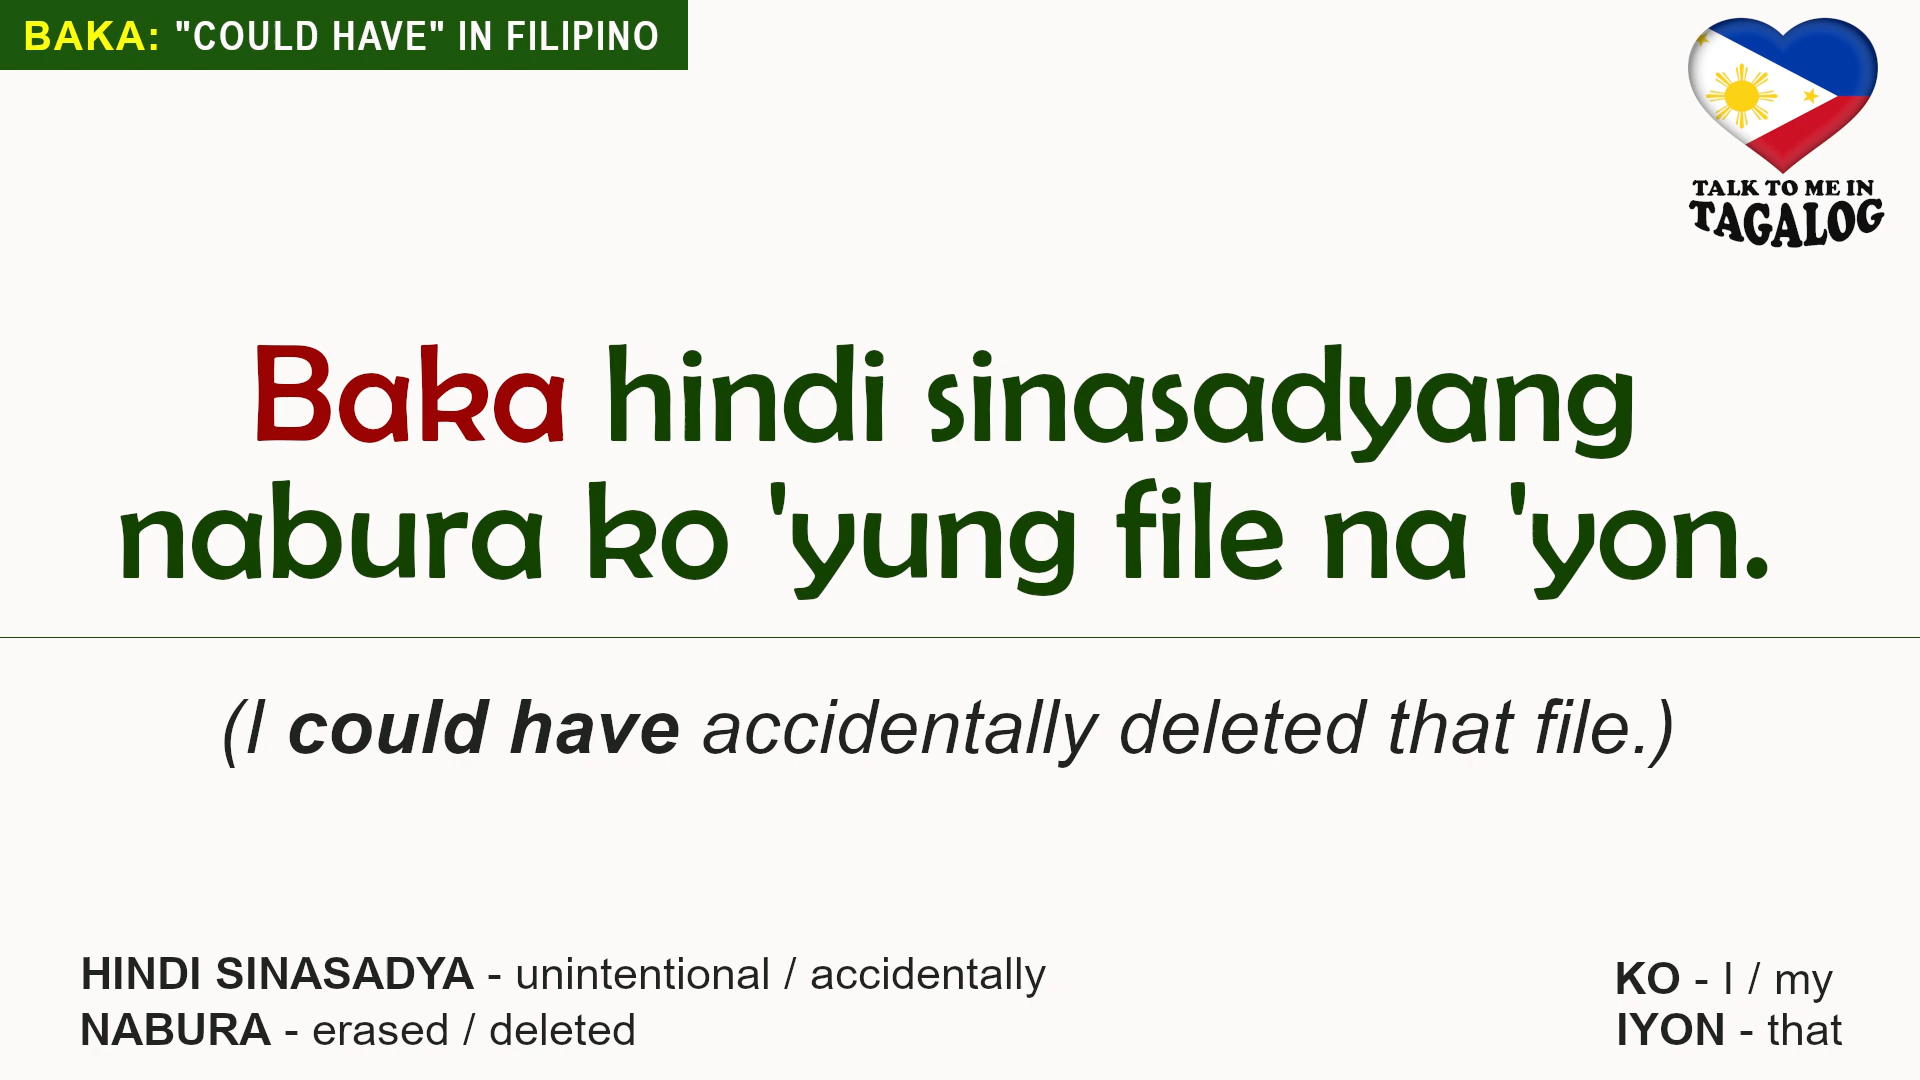 BAKA: "COULD HAVE" IN FILIPINO
TALK TO ME IN
TAGALOG
Baka hindi sinasadyang
nabura ko 'yung file na 'yon.
(I could have accidentally deleted that file.)
HINDI SINASADYA - unintentional / accidentally
NABURA - erased / deleted
KO - I / my
IYON - that